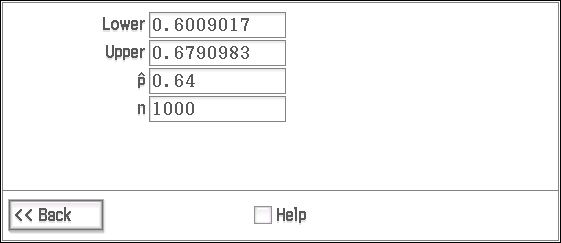 Lower 0.6009017
Upper 0.6790983
p̂ 0.64
n 1000
<< Back Help